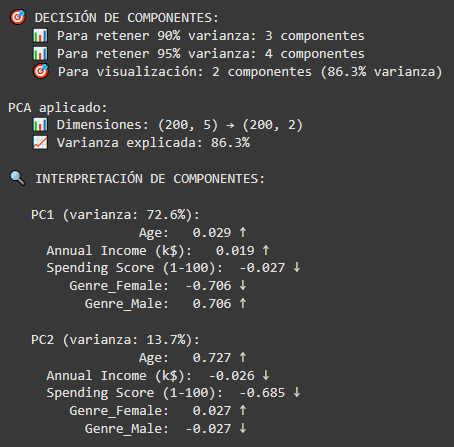 🎯 DECISIÓN DE COMPONENTES:
📊 Para retener 90% varianza: 3 componentes
📊 Para retener 95% varianza: 4 componentes
🎯 Para visualización: 2 componentes (86.3% varianza)
PCA aplicado:
📊 Dimensiones: (200, 5) → (200, 2)
📈 Varianza explicada: 86.3%
🔍 INTERPRETACIÓN DE COMPONENTES:
PC1 (varianza: 72.6%):
Age: 0.029 ↑
Annual Income (k$): 0.019 ↑
Spending Score (1-100): -0.027 ↓
Genre_Female: -0.706 ↓
Genre_Male: 0.706 ↑
PC2 (varianza: 13.7%):
Age: 0.727 ↑
Annual Income (k$): -0.026 ↓
Spending Score (1-100): -0.685 ↓
Genre_Female: 0.027 ↑
Genre_Male: -0.027 ↓